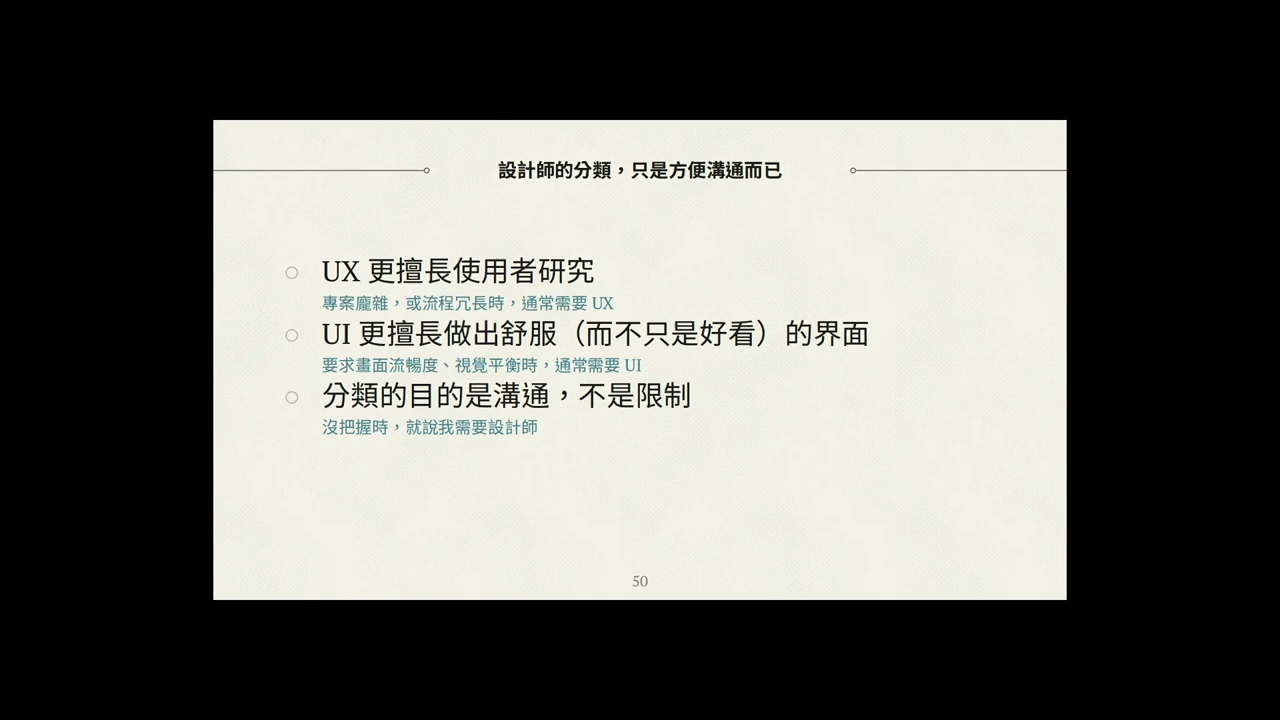 設計師的分類，只是方便溝通而已
UX 更擅長使用者研究
專案龐雜，或流程冗長時，通常需要 UX
UI 更擅長做出舒服（而不只是好看）的界面
要求畫面流暢度、視覺平衡時，通常需要 UI
分類的目的是溝通，不是限制
沒把握時，就說我需要設計師
50